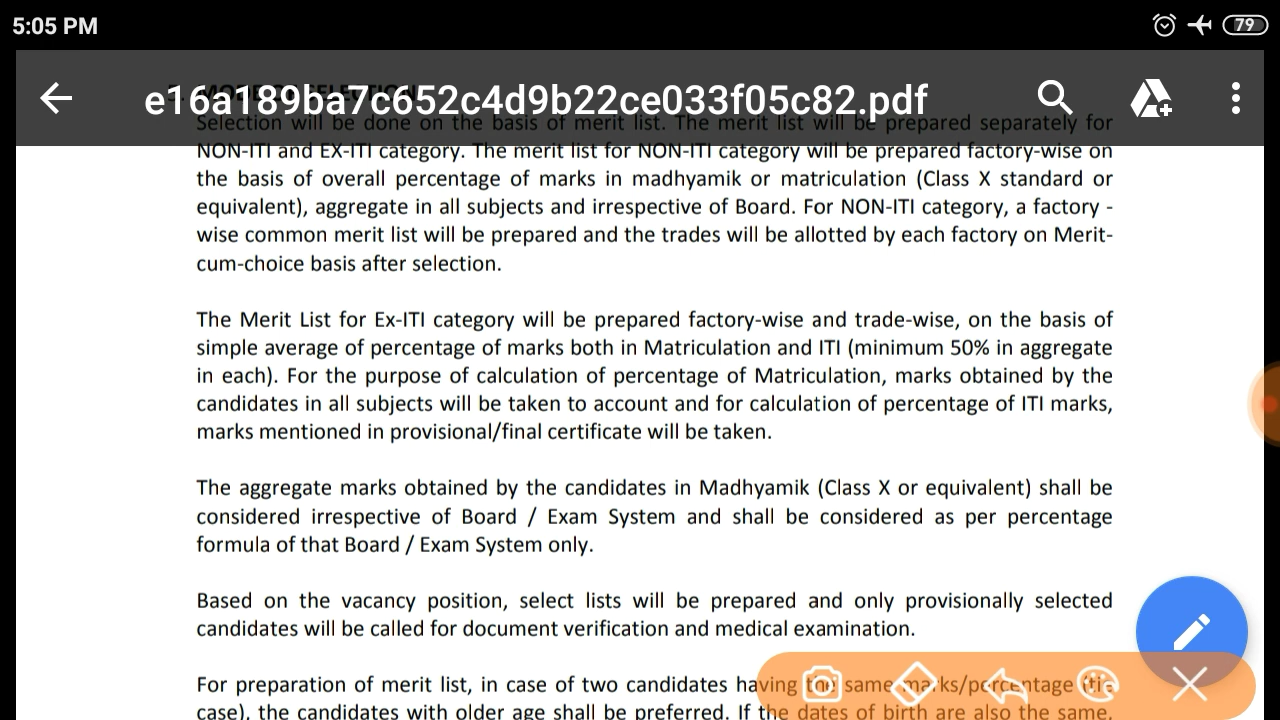 5:05 PM
79
e16a189ba7c652c4d9b22ce033f05c82.pdf
Selection will be done on the basis of merit list. The merit list will be prepared separately for
NON-ITI and EX-ITI category. The merit list for NON-ITI category will be prepared factory-wise on
the basis of overall percentage of marks in madhyamik or matriculation (Class X standard or
equivalent), aggregate in all subjects and irrespective of Board. For NON-ITI category, a factory -
wise common merit list will be prepared and the trades will be allotted by each factory on Merit-
cum-choice basis after selection.
The Merit List for Ex-ITI category will be prepared factory-wise and trade-wise, on the basis of
simple average of percentage of marks both in Matriculation and ITI (minimum 50% in aggregate
in each). For the purpose of calculation of percentage of Matriculation, marks obtained by the
candidates in all subjects will be taken to account and for calculation of percentage of ITI marks,
marks mentioned in provisional/final certificate will be taken.
The aggregate marks obtained by the candidates in Madhyamik (Class X or equivalent) shall be
considered irrespective of Board / Exam System and shall be considered as per percentage
formula of that Board / Exam System only.
Based on the vacancy position, select lists will be prepared and only provisionally selected
candidates will be called for document verification and medical examination.
For preparation of merit list, in case of two candidates having the same marks/percentage (tie
case), the candidates with older age shall be preferred. If the dates of birth are also the same,